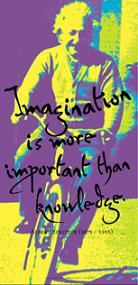 Imagination
is more
important than
knowledge.
ALBERT EINSTEIN (1879 - 1955)